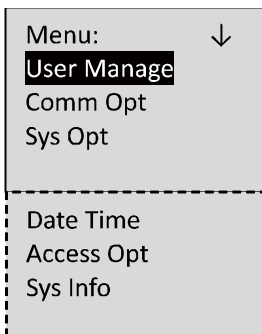 Menu: ↓
User Manage
Comm Opt
Sys Opt
Date Time
Access Opt
Sys Info